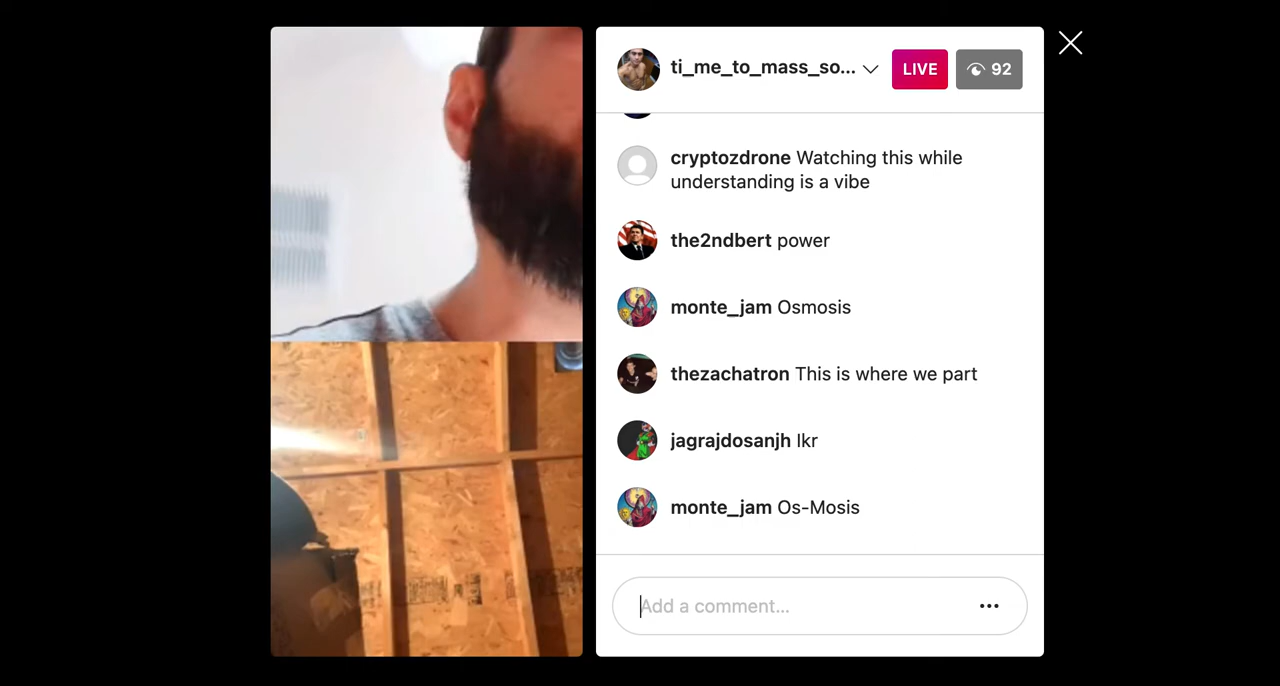 ti_me_to_mass_so...
LIVE
92
cryptozdrone Watching this while
understanding is a vibe
the2ndbert power
monte_jam Osmosis
thezachatron This is where we part
jagrajdosanjh Ikr
monte_jam Os-Mosis
Add a comment...